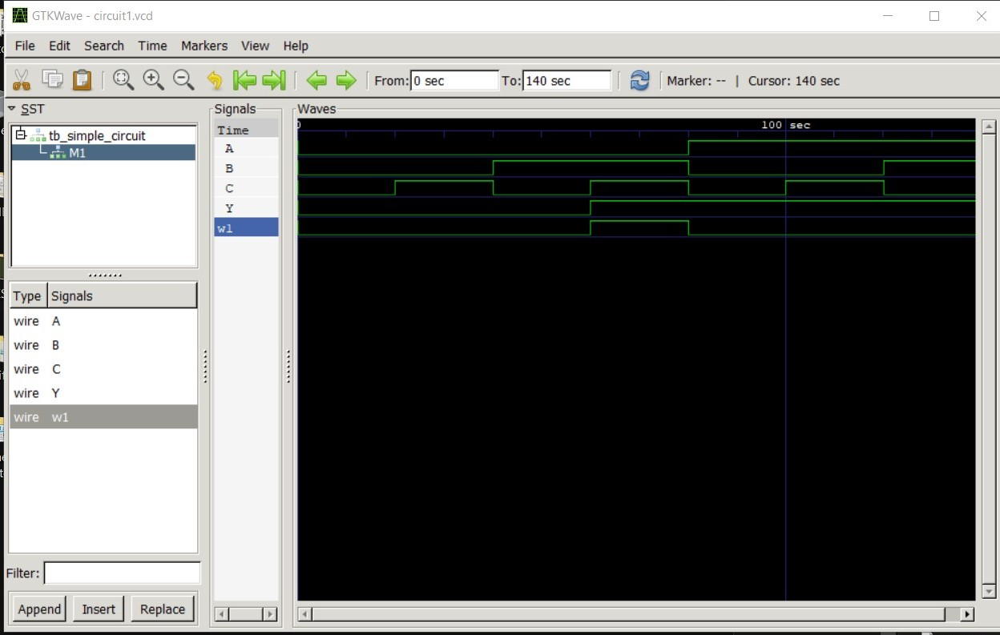 GTKWave - circuit1.vcd
File Edit Search Time Markers View Help
From: 0 sec To: 140 sec Marker: -- | Cursor: 140 sec
SST
tb_simple_circuit
M1
Type Signals
wire A
wire B
wire C
wire Y
wire w1
Filter:
Append Insert Replace
Signals
Time
A
B
C
Y
w1
Waves
0 100 sec